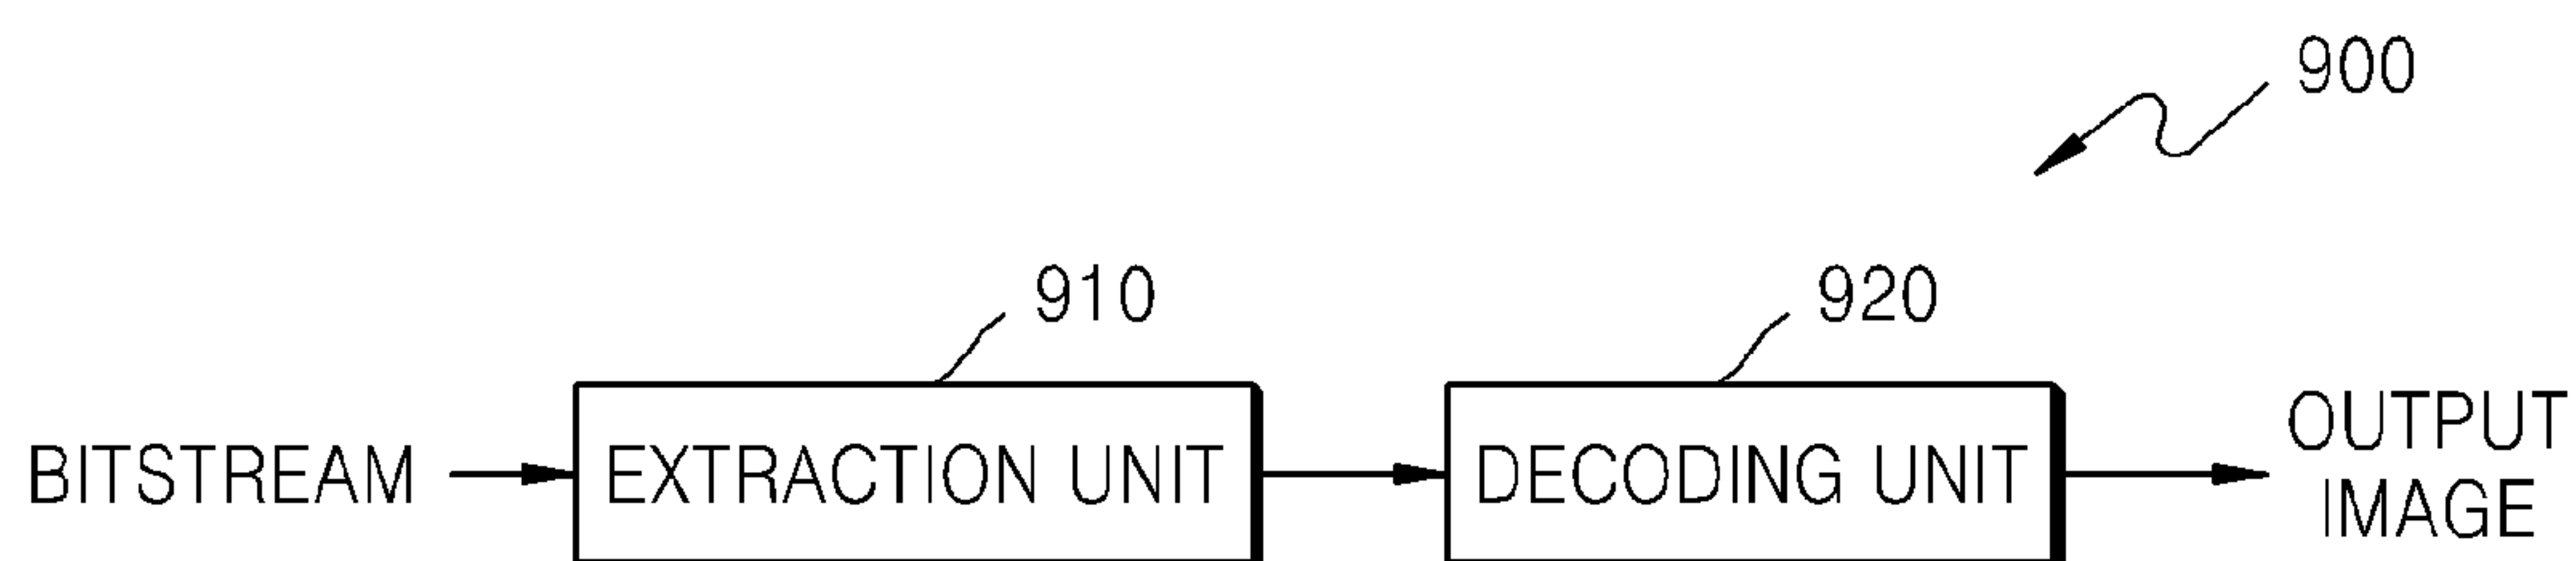 900
910
920
BITSTREAM
EXTRACTION UNIT
DECODING UNIT
OUTPUT
IMAGE